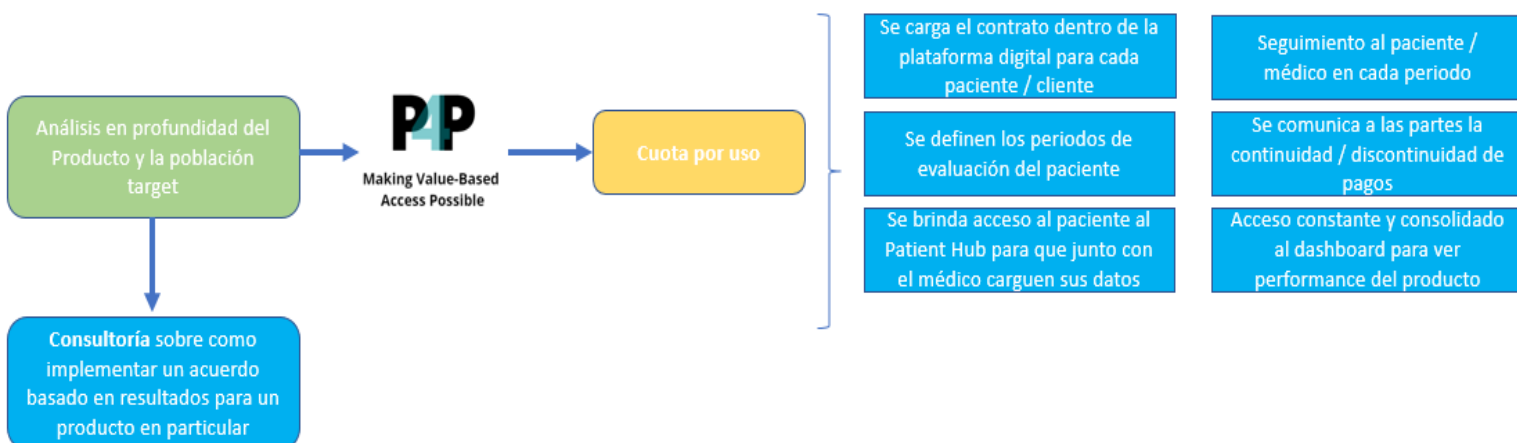 Análisis en profundidad del
Producto y la población
target
Consultoría sobre como
implementar un acuerdo
basado en resultados para un
producto en particular
P4P
Making Value-Based
Access Possible
Cuota por uso
Se carga el contrato dentro de la
plataforma digital para cada
paciente / cliente
Se definen los periodos de
evaluación del paciente
Se brinda acceso al paciente al
Patient Hub para que junto con
el médico carguen sus datos
Seguimiento al paciente /
médico en cada periodo
Se comunica a las partes la
continuidad / discontinuidad de
pagos
Acceso constante y consolidado
al dashboard para ver
performance del producto